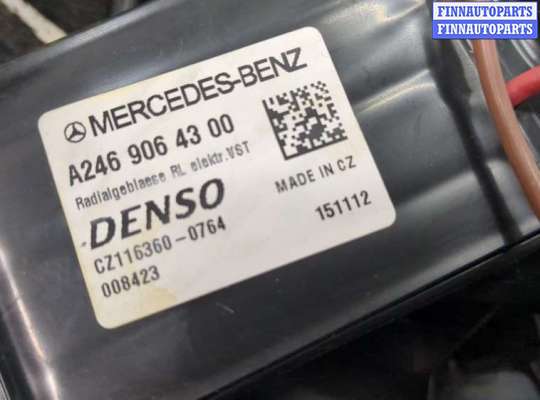 FINNAUTOPARTS
FINNAUTOPARTS
MERCEDES-BENZ
A246 906 43 00
Radialgeblaese RL elektr.VST
DENSO
MADE IN CZ
CZ116360-0764
151112
008423